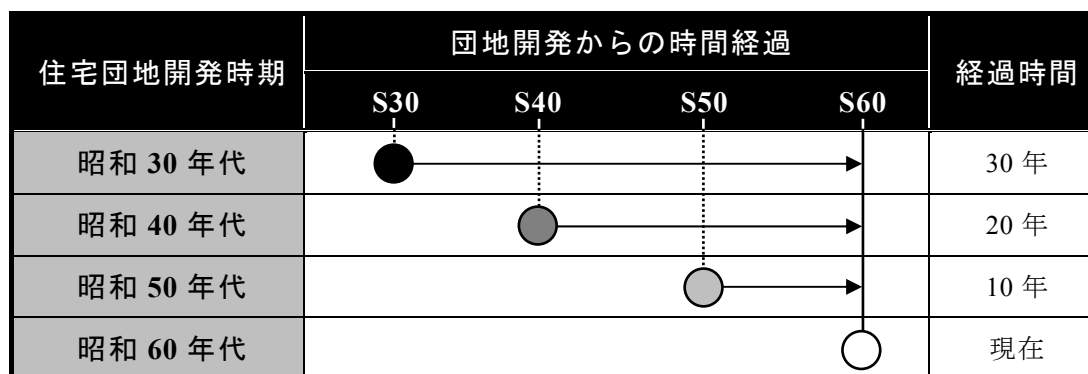 住宅団地開発時期
団地開発からの時間経過
経過時間
S30 S40 S50 S60
昭和 30 年代 30 年
昭和 40 年代 20 年
昭和 50 年代 10 年
昭和 60 年代 現在